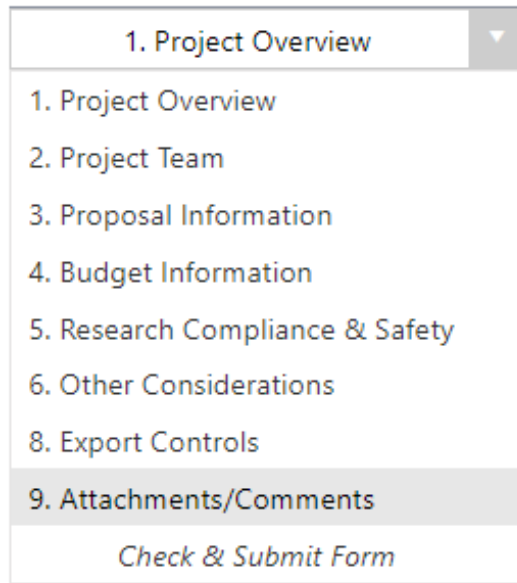 1. Project Overview
1. Project Overview
2. Project Team
3. Proposal Information
4. Budget Information
5. Research Compliance & Safety
6. Other Considerations
8. Export Controls
9. Attachments/Comments
Check & Submit Form